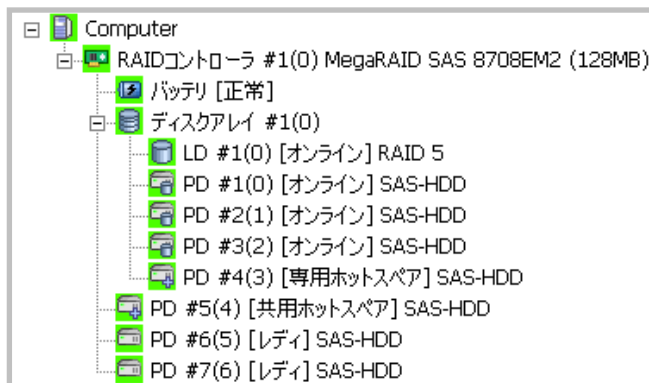 Computer
RAIDコントローラ #1(0) MegaRAID SAS 8708EM2 (128MB)
バッテリ [正常]
ディスクアレイ #1(0)
LD #1(0) [オンライン] RAID 5
PD #1(0) [オンライン] SAS-HDD
PD #2(1) [オンライン] SAS-HDD
PD #3(2) [オンライン] SAS-HDD
PD #4(3) [専用ホットスペア] SAS-HDD
PD #5(4) [共用ホットスペア] SAS-HDD
PD #6(5) [レディ] SAS-HDD
PD #7(6) [レディ] SAS-HDD